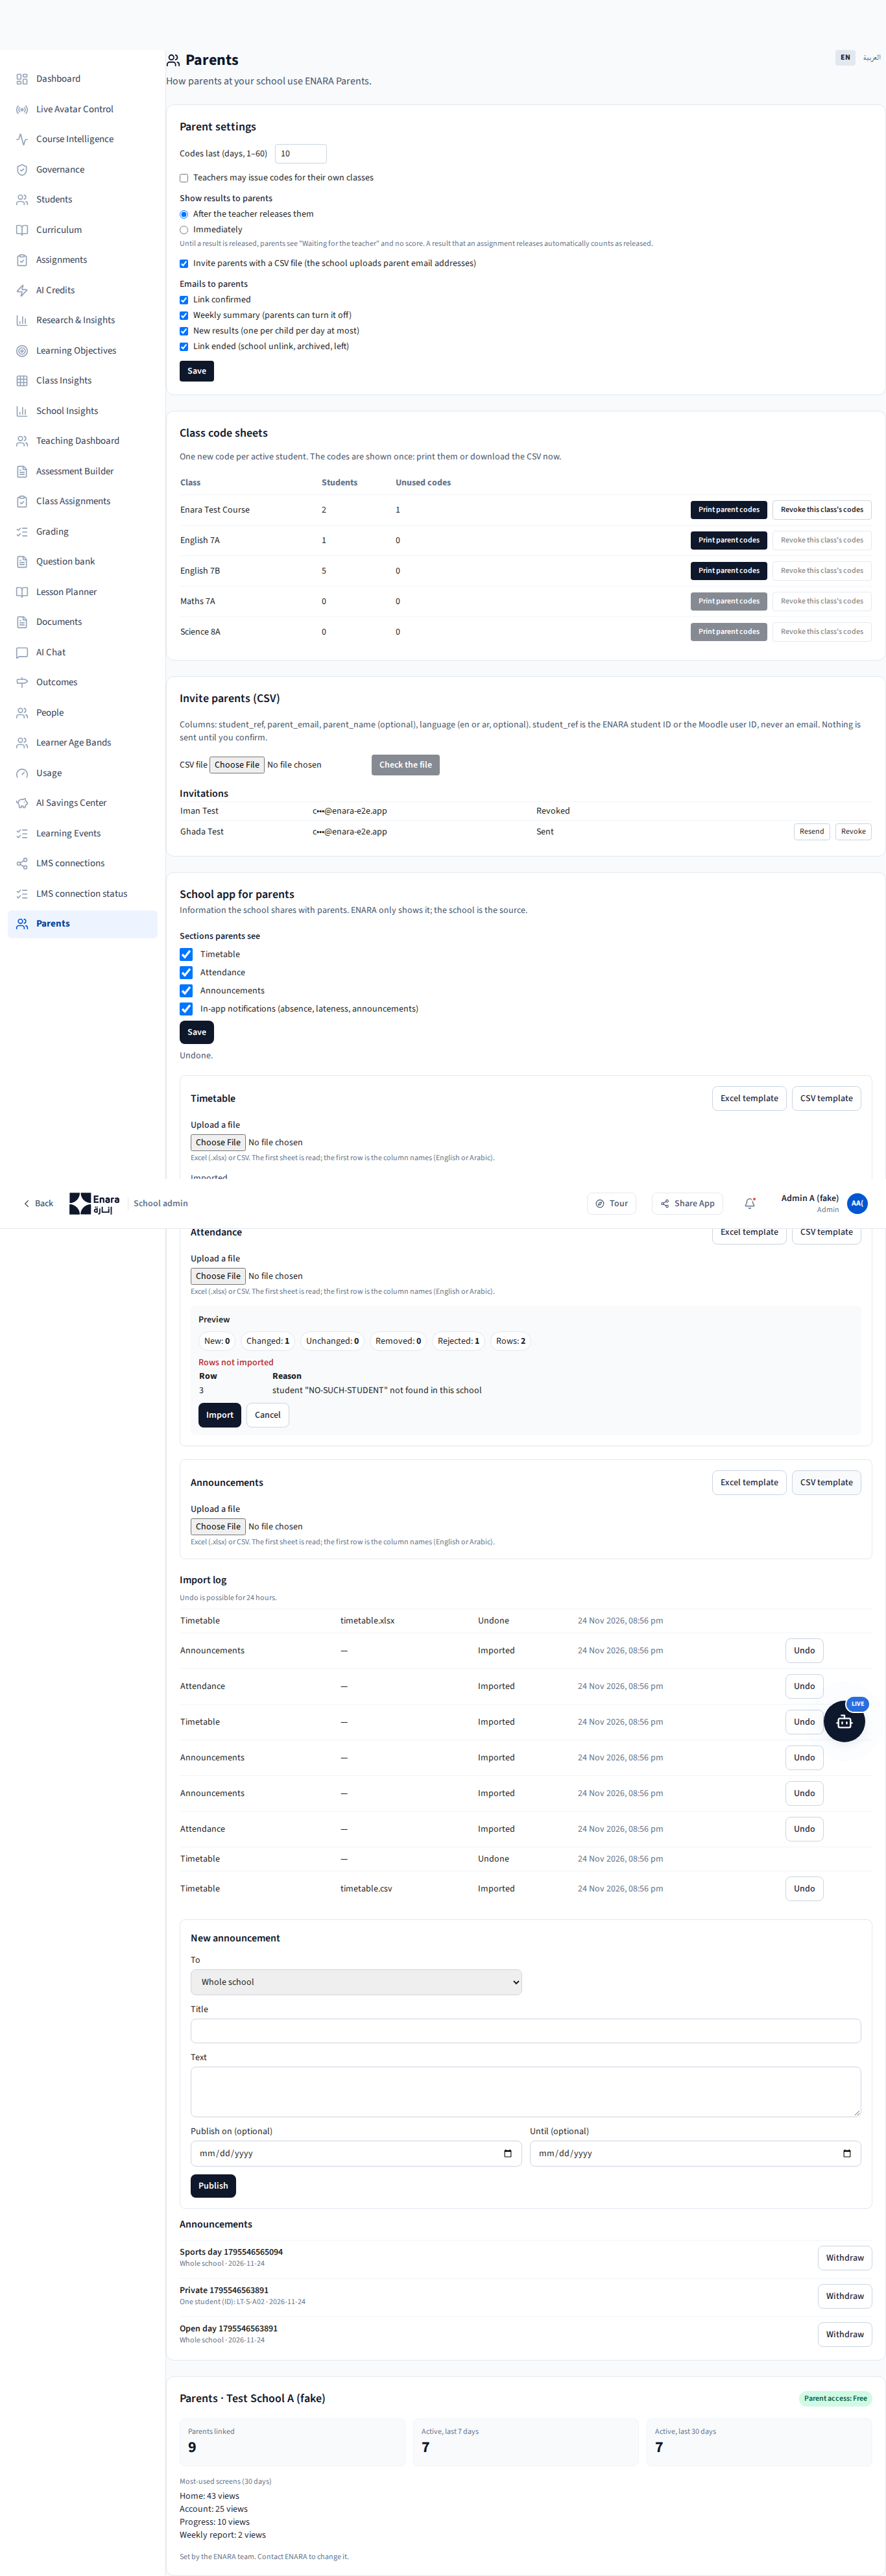 Parents
EN العربية
How parents at your school use ENARA Parents.
Dashboard
Live Avatar Control
Course Intelligence
Governance
Students
Curriculum
Assignments
AI Credits
Research & Insights
Learning Objectives
Class Insights
School Insights
Teaching Dashboard
Assessment Builder
Class Assignments
Grading
Question bank
Lesson Planner
Documents
AI Chat
Outcomes
People
Learner Age Bands
Usage
AI Savings Center
Learning Events
LMS connections
LMS connection status
Parents
Parent settings
Codes last (days, 1–60) 10
Teachers may issue codes for their own classes
Show results to parents
After the teacher releases them
Immediately
Until a result is released, parents see "Waiting for the teacher" and no score. A result that an assignment releases automatically counts as released.
Invite parents with a CSV file (the school uploads parent email addresses)
Emails to parents
Link confirmed
Weekly summary (parents can turn it off)
New results (one per child per day at most)
Link ended (school unlink, archived, left)
Save
Class code sheets
One new code per active student. The codes are shown once: print them or download the CSV now.
Class Students Unused codes
Enara Test Course 2 1 Print parent codes Revoke this class's codes
English 7A 1 0 Print parent codes Revoke this class's codes
English 7B 5 0 Print parent codes Revoke this class's codes
Maths 7A 0 0 Print parent codes Revoke this class's codes
Science 8A 0 0 Print parent codes Revoke this class's codes
Invite parents (CSV)
Columns: student_ref, parent_email, parent_name (optional), language (en or ar, optional). student_ref is the ENARA student ID or the Moodle user ID, never an email. Nothing is
sent until you confirm.
CSV file Choose File No file chosen Check the file
Invitations
Iman Test c•••@enara-e2e.app Revoked
Ghada Test c•••@enara-e2e.app Sent Resend Revoke
School app for parents
Information the school shares with parents. ENARA only shows it; the school is the source.
Sections parents see
Timetable
Attendance
Announcements
In-app notifications (absence, lateness, announcements)
Save
Undone.
Timetable Excel template CSV template
Upload a file
Choose File No file chosen
Excel (.xlsx) or CSV. The first sheet is read; the first row is the column names (English or Arabic).
Imported
Back Enara إنارة School admin Tour Share App Admin A (fake) AA(
Admin
Attendance Excel template CSV template
Upload a file
Choose File No file chosen
Excel (.xlsx) or CSV. The first sheet is read; the first row is the column names (English or Arabic).
Preview
New: 0 Changed: 1 Unchanged: 0 Removed: 0 Rejected: 1 Rows: 2
Rows not imported
Row Reason
3 student "NO-SUCH-STUDENT" not found in this school
Import Cancel
Announcements Excel template CSV template
Upload a file
Choose File No file chosen
Excel (.xlsx) or CSV. The first sheet is read; the first row is the column names (English or Arabic).
Import log
Undo is possible for 24 hours.
Timetable timetable.xlsx Undone 24 Nov 2026, 08:56 pm
Announcements — Imported 24 Nov 2026, 08:56 pm Undo
Attendance — Imported 24 Nov 2026, 08:56 pm Undo
LIVE
Timetable — Imported 24 Nov 2026, 08:56 pm Undo
Announcements — Imported 24 Nov 2026, 08:56 pm Undo
Announcements — Imported 24 Nov 2026, 08:56 pm Undo
Attendance — Imported 24 Nov 2026, 08:56 pm Undo
Timetable — Undone 24 Nov 2026, 08:56 pm
Timetable timetable.csv Imported 24 Nov 2026, 08:56 pm Undo
New announcement
To
Whole school
Title
Text
Publish on (optional) Until (optional)
mm/dd/yyyy mm/dd/yyyy
Publish
Announcements
Sports day 1795546565094 Withdraw
Whole school · 2026-11-24
Private 1795546563891 Withdraw
One student (ID): LT-S-A02 · 2026-11-24
Open day 1795546563891 Withdraw
Whole school · 2026-11-24
Parents · Test School A (fake) Parent access: Free
Parents linked Active, last 7 days Active, last 30 days
9 7 7
Most-used screens (30 days)
Home: 43 views
Account: 25 views
Progress: 10 views
Weekly report: 2 views
Set by the ENARA team. Contact ENARA to change it.